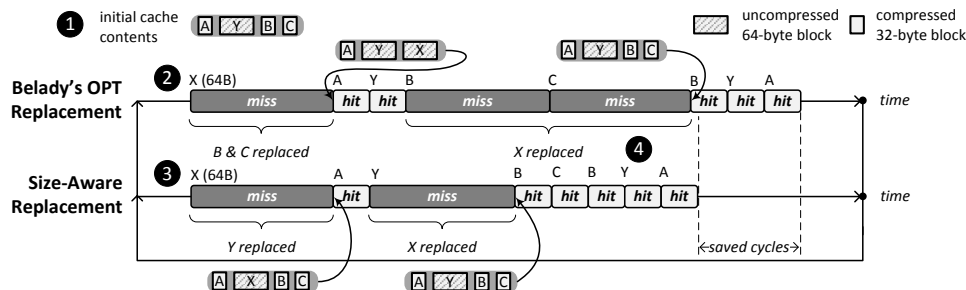 1 initial cache contents A Y B C
uncompressed 64-byte block
compressed 32-byte block
A Y X
A Y B C
Belady's OPT Replacement
2
X (64B) A Y B C B Y A
miss hit hit miss miss hit hit hit
time
B & C replaced
X replaced
4
Size-Aware Replacement
3
X (64B) A Y B C B Y A
miss hit miss hit hit hit hit hit
time
Y replaced
X replaced
saved cycles
A X B C
A Y B C